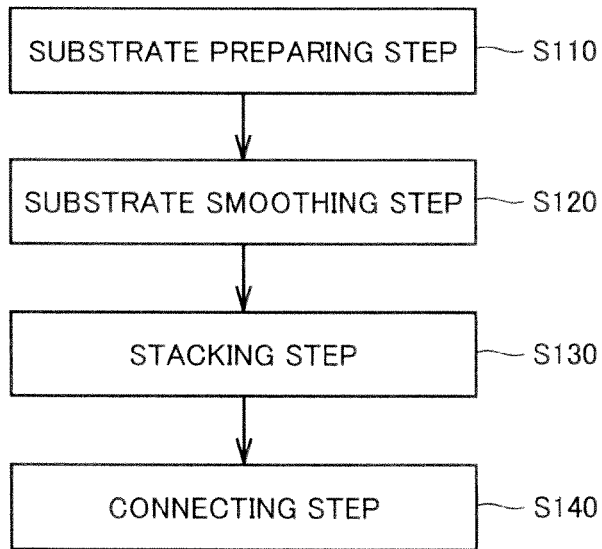 SUBSTRATE PREPARING STEP S110
SUBSTRATE SMOOTHING STEP S120
STACKING STEP S130
CONNECTING STEP S140